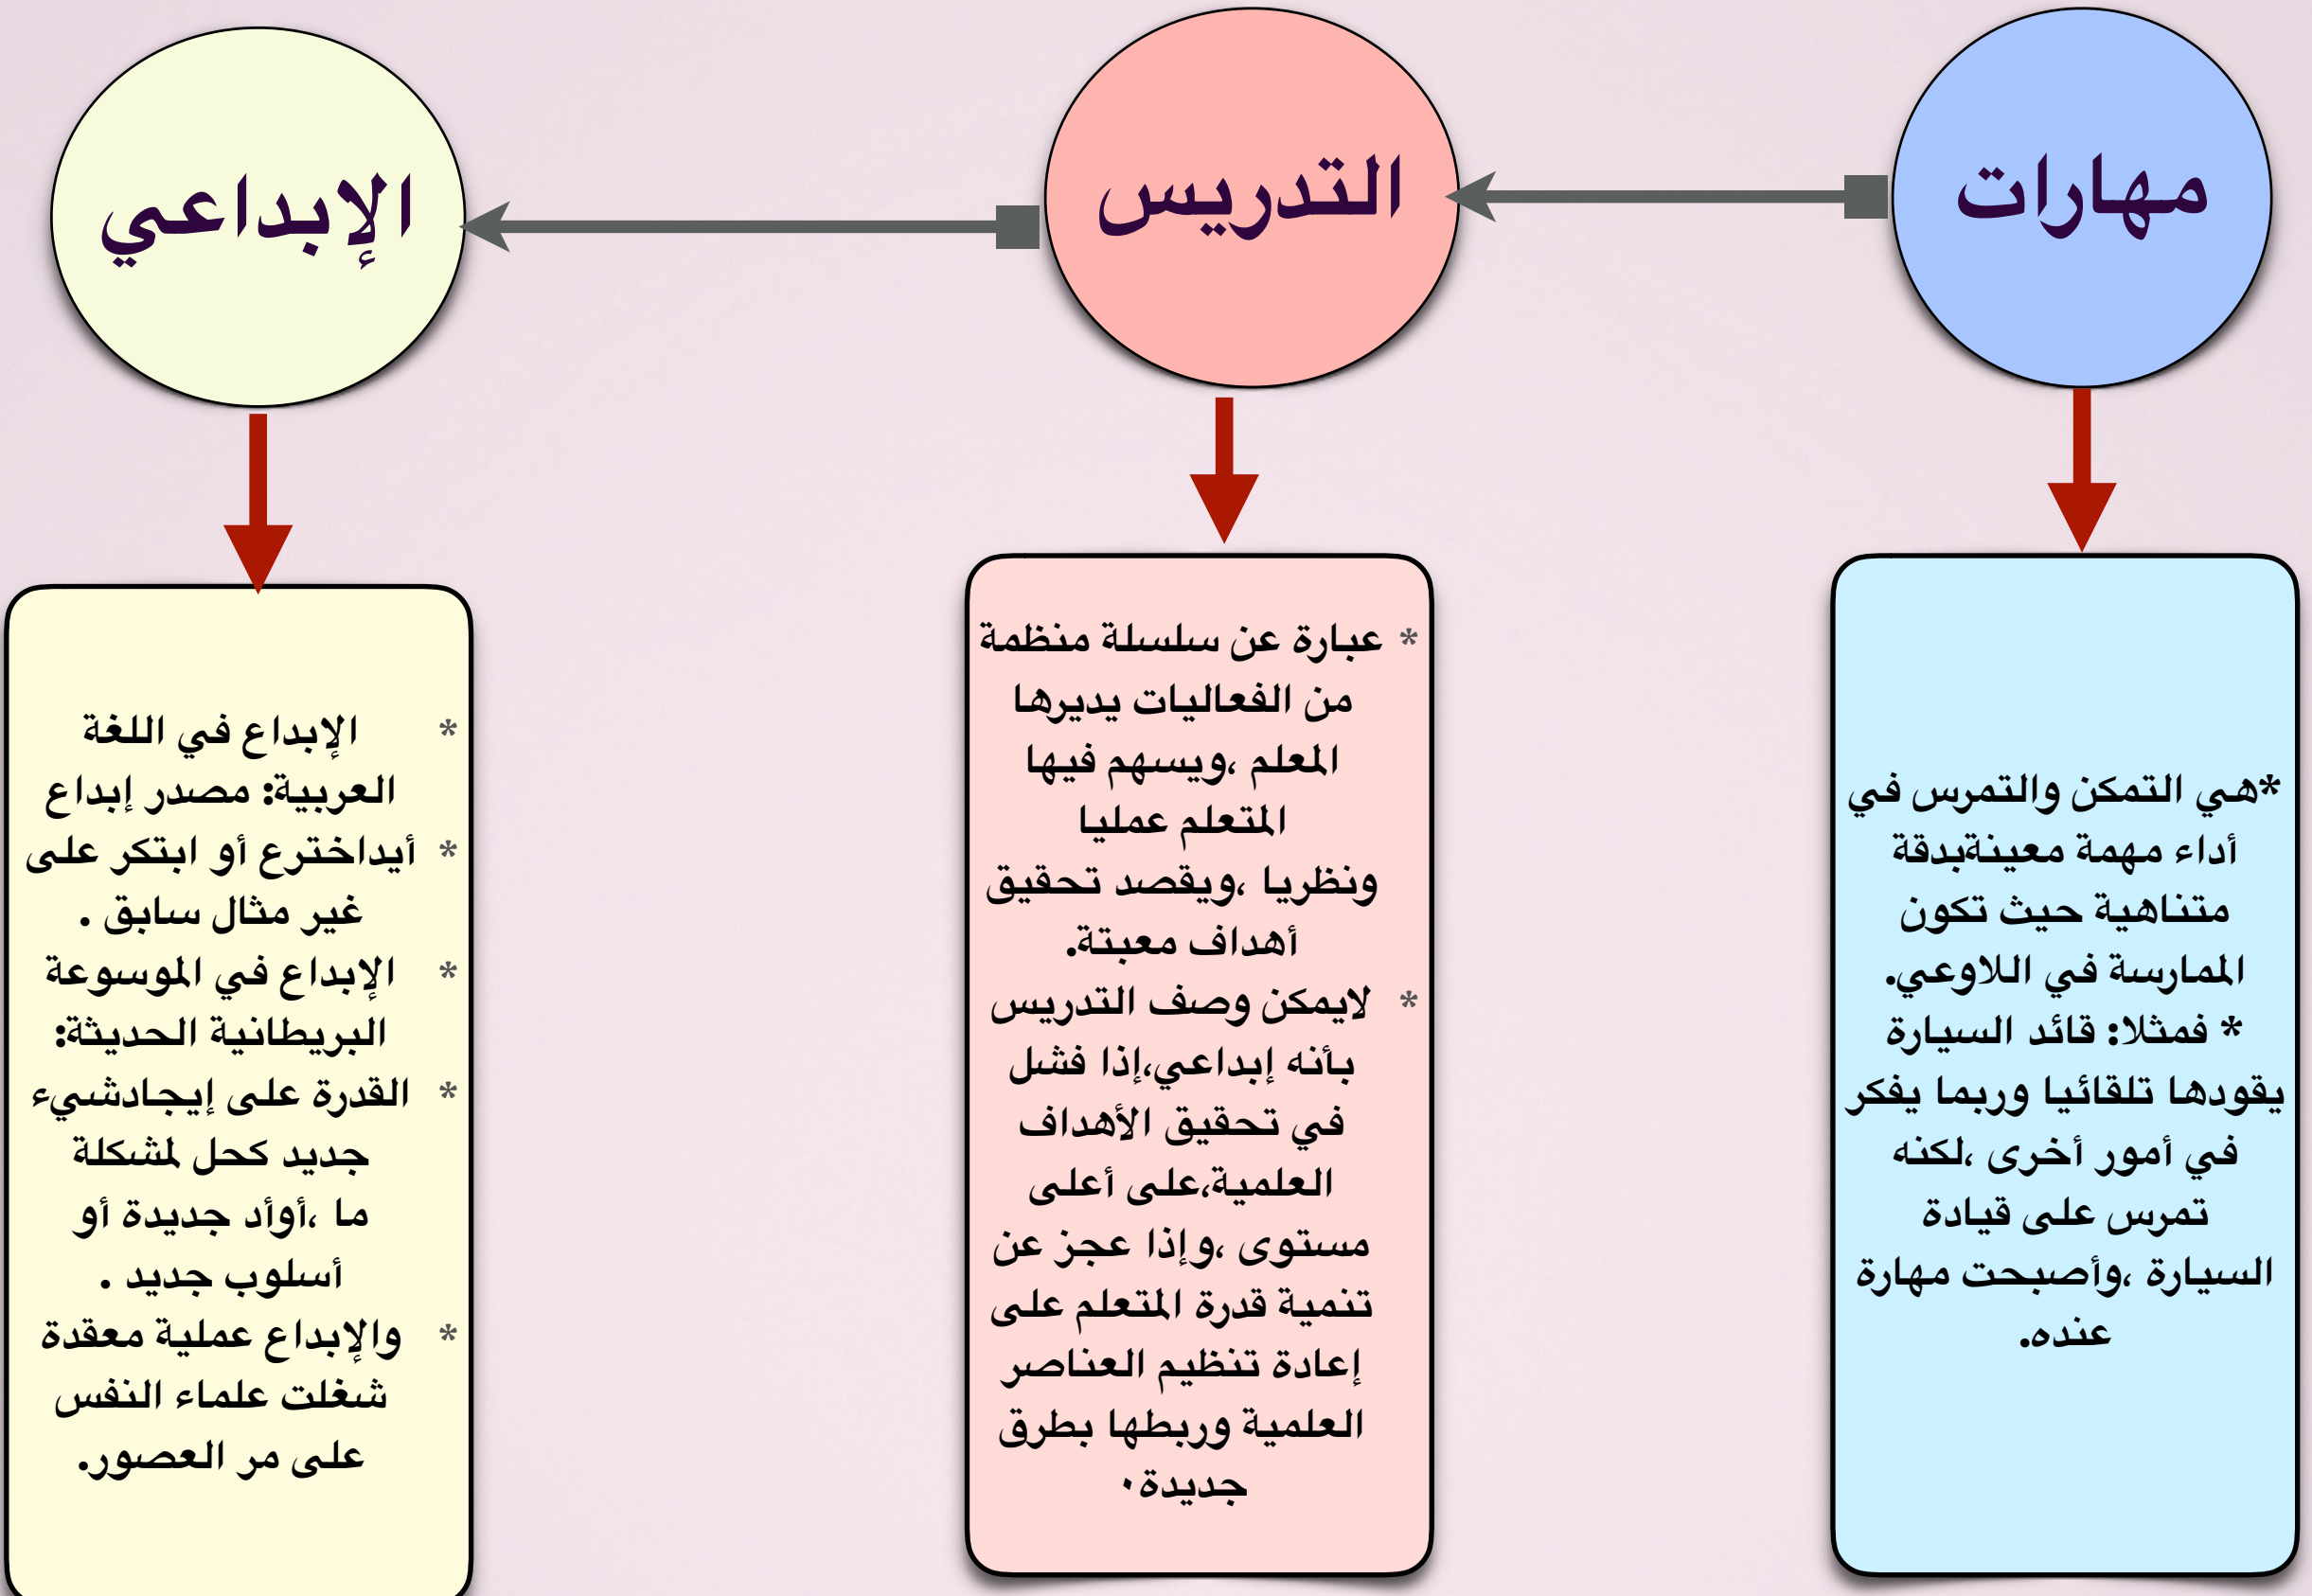 مهارات
التدريس
الإبداعي
*هي التمكن والتمرس في
أداء مهمة معينةبدقة
متناهية حيث تكون
الممارسة في اللاوعي.
* فمثلا: قائد السيارة
يقودها تلقائيا وربما يفكر
في أمور أخرى ،لكنه
تمرس على قيادة
السيارة ،وأصبحت مهارة
عنده.
* عبارة عن سلسلة منظمة
من الفعاليات يديرها
المعلم ،ويسهم فيها
المتعلم عمليا
ونظريا ،ويقصد تحقيق
أهداف معبتة.
* لايمكن وصف التدريس
بأنه إبداعي،إذا فشل
في تحقيق الأهداف
العلمية،على أعلى
مستوى ،وإذا عجز عن
تنمية قدرة المتعلم على
إعادة تنظيم العناصر
العلمية وربطها بطرق
جديدة٠
* الإبداع في اللغة
العربية: مصدر إبداع
* أيداخترع أو ابتكر على
غير مثال سابق .
* الإبداع في الموسوعة
البريطانية الحديثة:
* القدرة على إيجادشيء
جديد كحل لمشكلة
ما ،أوأد جديدة أو
أسلوب جديد .
* والإبداع عملية معقدة
شغلت علماء النفس
على مر العصور.